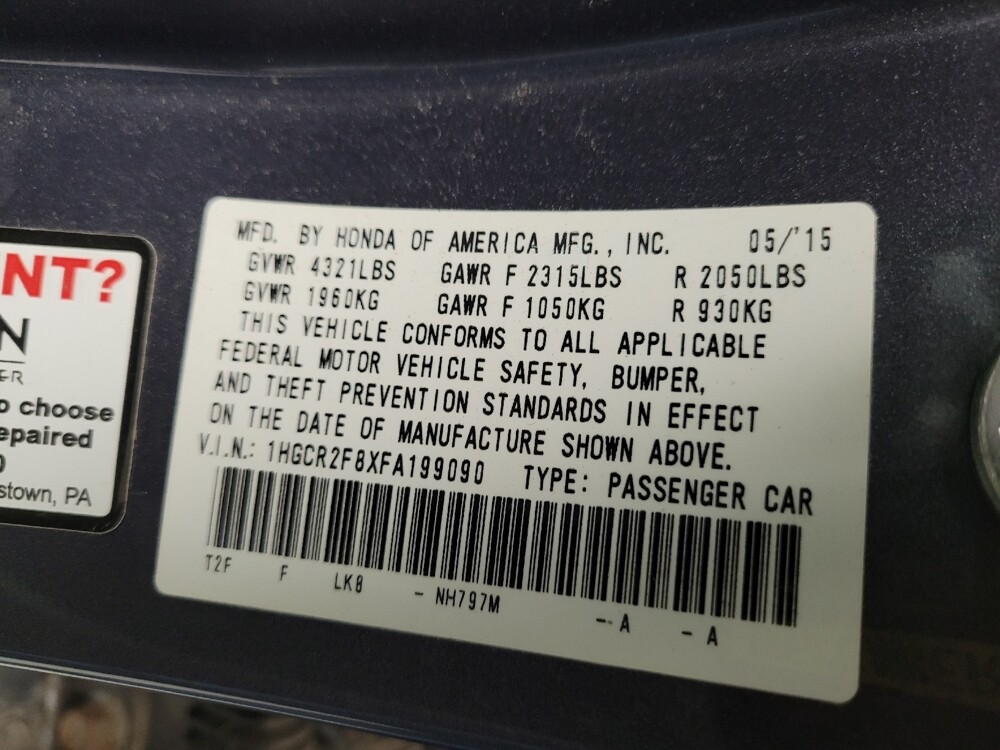 MFD. BY HONDA OF AMERICA MFG., INC. 05/'15
GVWR 4321LBS GAWR F 2315LBS R 2050LBS
GVWR 1960KG GAWR F 1050KG R 930KG
THIS VEHICLE CONFORMS TO ALL APPLICABLE
FEDERAL MOTOR VEHICLE SAFETY, BUMPER,
AND THEFT PREVENTION STANDARDS IN EFFECT
ON THE DATE OF MANUFACTURE SHOWN ABOVE.
V.I.N.: 1HGCR2F8XFA199090 TYPE: PASSENGER CAR
T2F F LK8 - NH797M -- A - A
NT?
N
ER
o choose
epaired
0
stown, PA